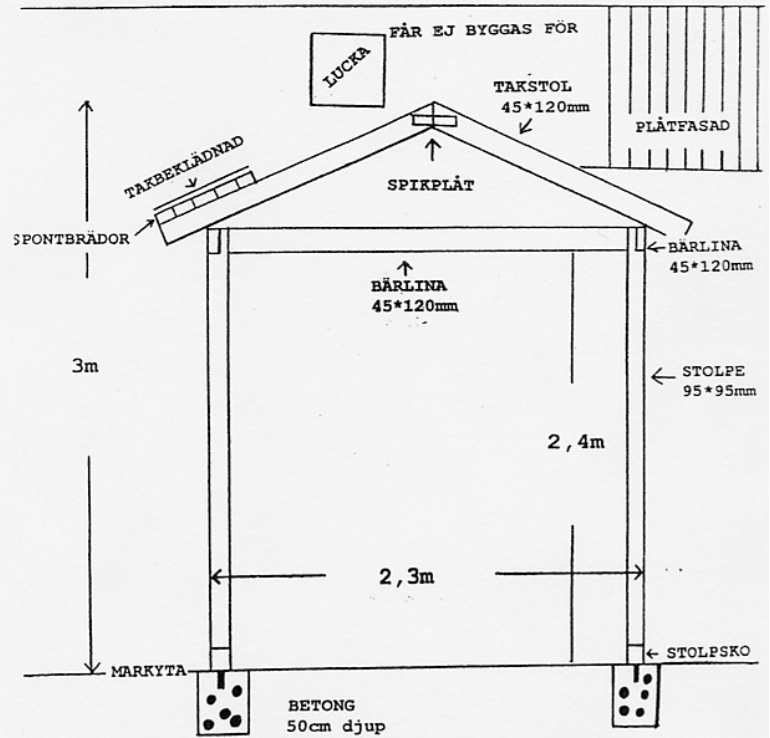 FÅR EJ BYGGAS FÖR
LUCKA
TAKSTOL
45*120mm
PLÅTFASAD
TAKBEKLÄDNAD
SPIKPLÅT
SPONTBRÄDOR
BÄRLINA
45*120mm
BÄRLINA
45*120mm
3m
STOLPE
95*95mm
2,4m
2,3m
STOLPSKO
MARKYTA
BETONG
50cm djup